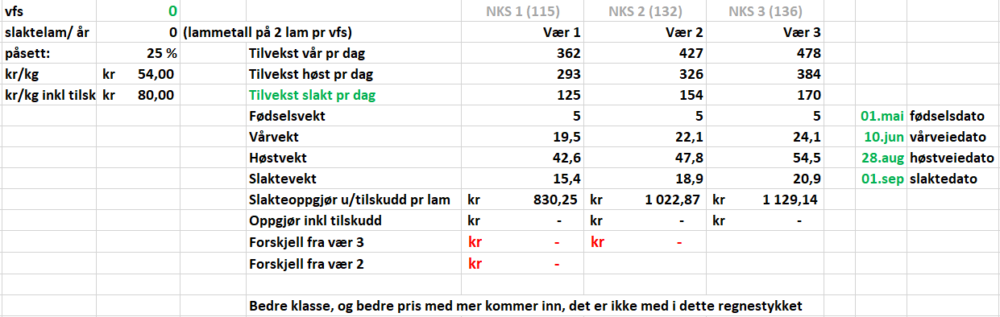 vfs 0 NKS 1 (115) NKS 2 (132) NKS 3 (136)
slaktelam/ år 0 (lammetall på 2 lam pr vfs) Vær 1 Vær 2 Vær 3
påsett: 25 % Tilvekst vår pr dag 362 427 478
kr/kg kr 54,00 Tilvekst høst pr dag 293 326 384
kr/kg inkl tilsk kr 80,00 Tilvekst slakt pr dag 125 154 170
Fødselsvekt 5 5 5 01.mai fødselsdato
Vårvekt 19,5 22,1 24,1 10.jun vårveiedato
Høstvekt 42,6 47,8 54,5 28.aug høstveiedato
Slaktevekt 15,4 18,9 20,9 01.sep slaktedato
Slakteoppgjør u/tilskudd pr lam kr 830,25 kr 1 022,87 kr 1 129,14
Oppgjør inkl tilskudd kr - kr - kr -
Forskjell fra vær 3 kr - kr -
Forskjell fra vær 2 kr -
Bedre klasse, og bedre pris med mer kommer inn, det er ikke med i dette regnestykket